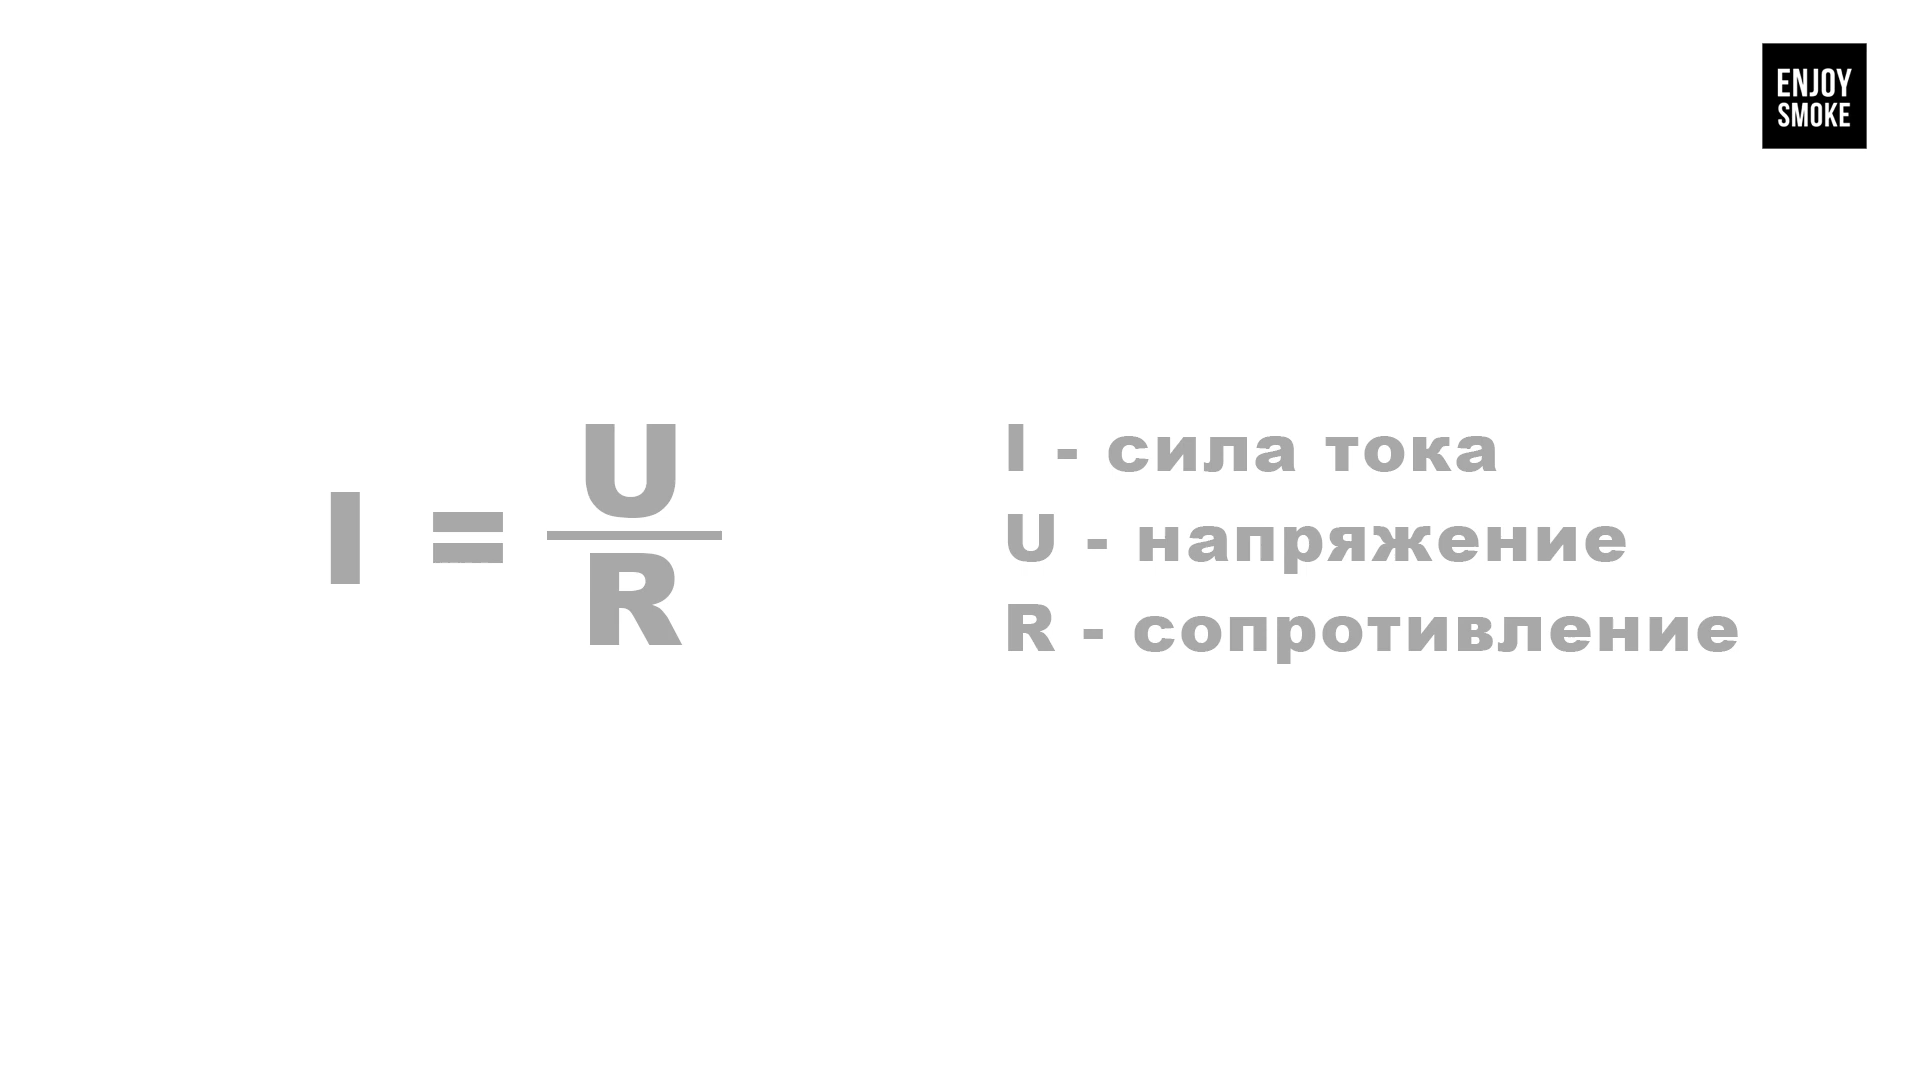 ENJOY
SMOKE
I = U / R
I - сила тока
U - напряжение
R - сопротивление